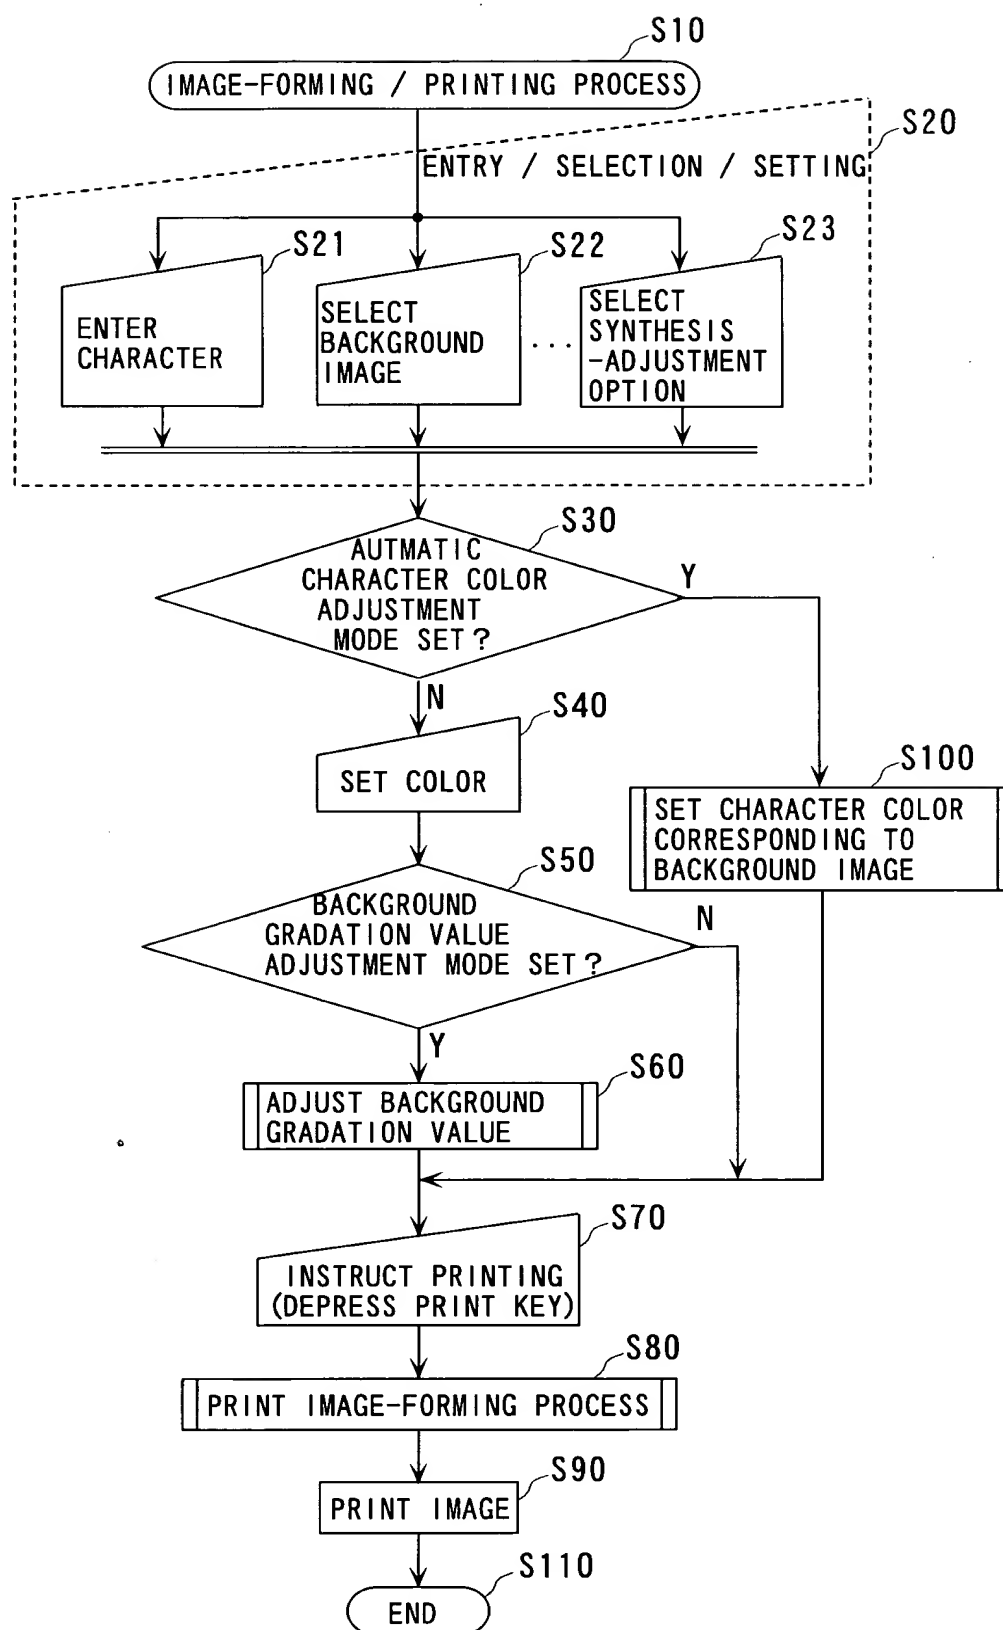 S10
IMAGE-FORMING / PRINTING PROCESS
S20
ENTRY / SELECTION / SETTING
S21
ENTER
CHARACTER
S22
SELECT
BACKGROUND
IMAGE
....
S23
SELECT
SYNTHESIS
-ADJUSTMENT
OPTION
S30
AUTMATIC
CHARACTER COLOR
ADJUSTMENT
MODE SET?
Y
N
S40
SET COLOR
S100
SET CHARACTER COLOR
CORRESPONDING TO
BACKGROUND IMAGE
S50
BACKGROUND
GRADATION VALUE
ADJUSTMENT MODE SET?
N
Y
S60
ADJUST BACKGROUND
GRADATION VALUE
S70
INSTRUCT PRINTING
(DEPRESS PRINT KEY)
S80
PRINT IMAGE-FORMING PROCESS
S90
PRINT IMAGE
S110
END